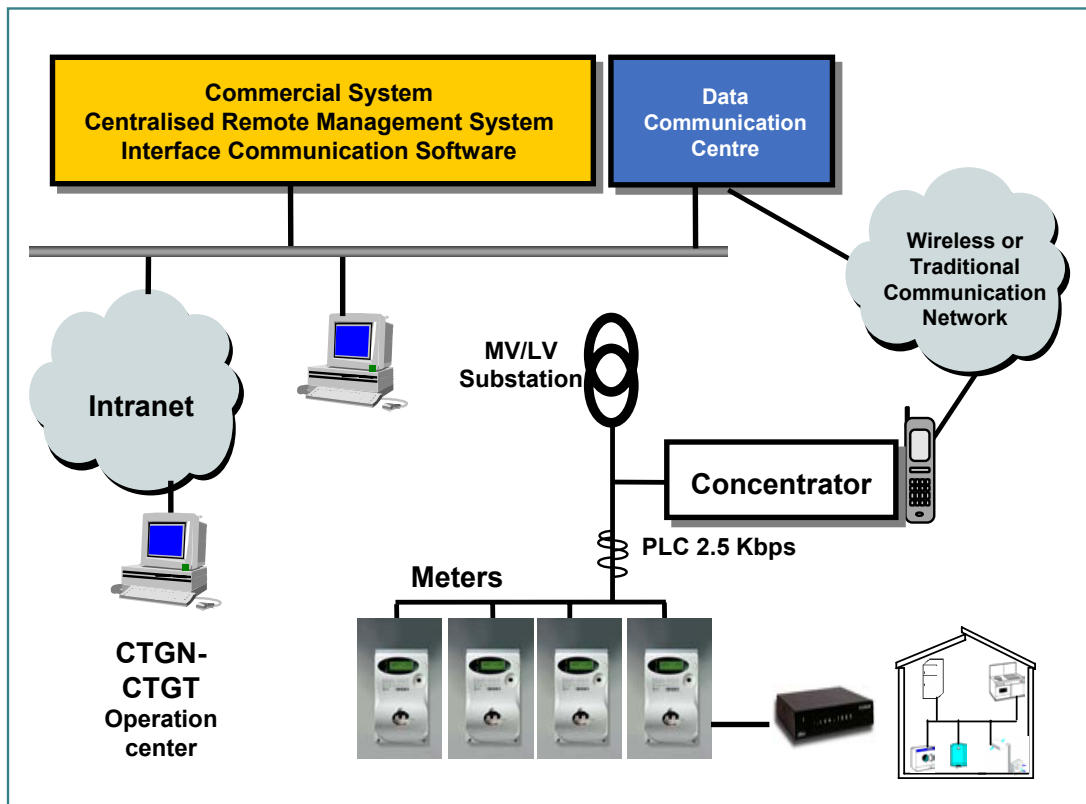 Commercial System
Centralised Remote Management System
Interface Communication Software
Data
Communication
Centre
Wireless or
Traditional
Communication
Network
MV/LV
Substation
Intranet
Concentrator
PLC 2.5 Kbps
Meters
CTGN-
CTGT
Operation
center